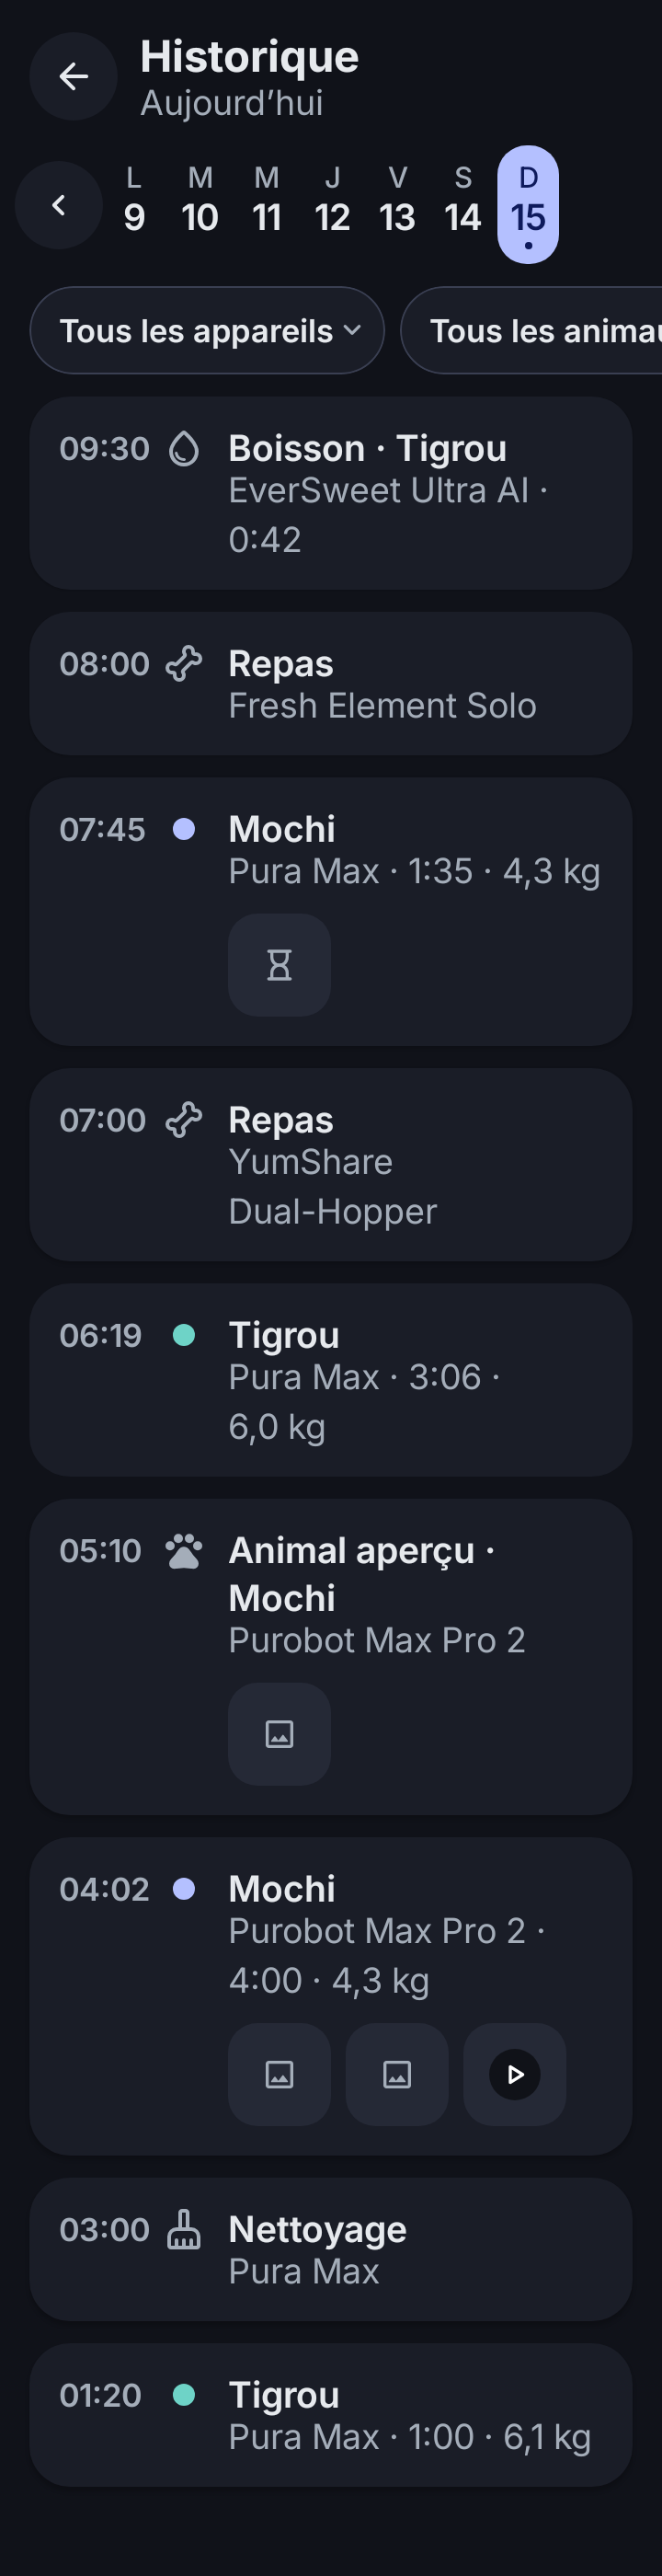 Historique
Aujourd’hui
L M M J V S D
9 10 11 12 13 14 15
Tous les appareils
Tous les animau
09:30 Boisson · Tigrou
EverSweet Ultra AI ·
0:42
08:00 Repas
Fresh Element Solo
07:45 Mochi
Pura Max · 1:35 · 4,3 kg
07:00 Repas
YumShare
Dual-Hopper
06:19 Tigrou
Pura Max · 3:06 ·
6,0 kg
05:10 Animal aperçu ·
Mochi
Purobot Max Pro 2
04:02 Mochi
Purobot Max Pro 2 ·
4:00 · 4,3 kg
03:00 Nettoyage
Pura Max
01:20 Tigrou
Pura Max · 1:00 · 6,1 kg